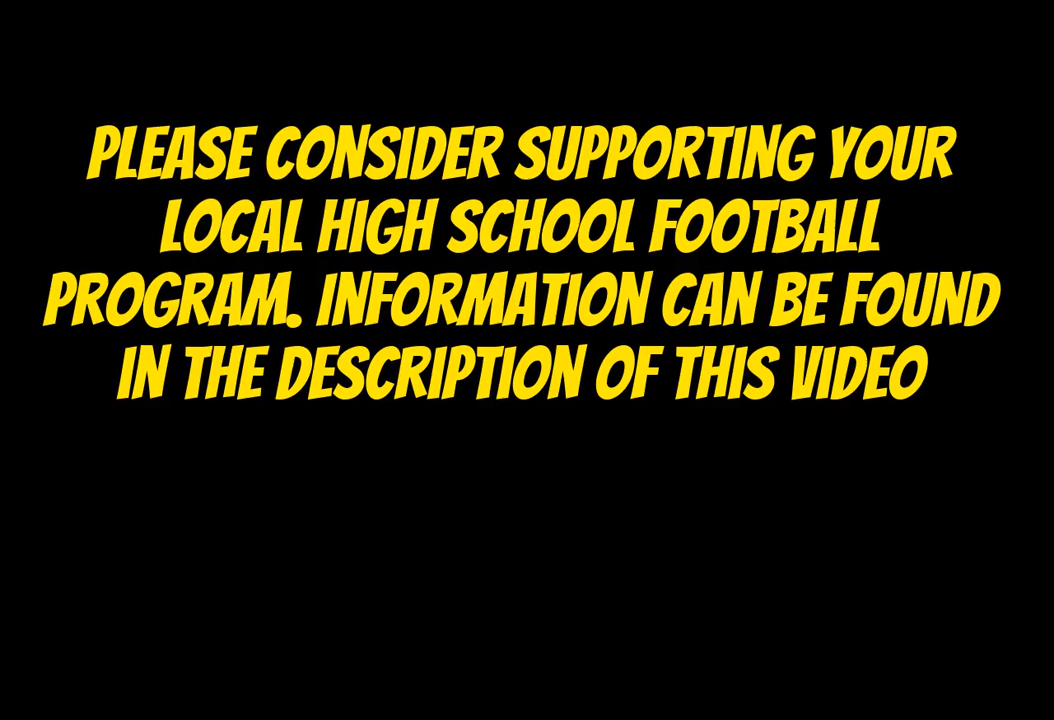 PLEASE CONSIDER SUPPORTING YOUR
LOCAL HIGH SCHOOL FOOTBALL
PROGRAM. INFORMATION CAN BE FOUND
IN THE DESCRIPTION OF THIS VIDEO